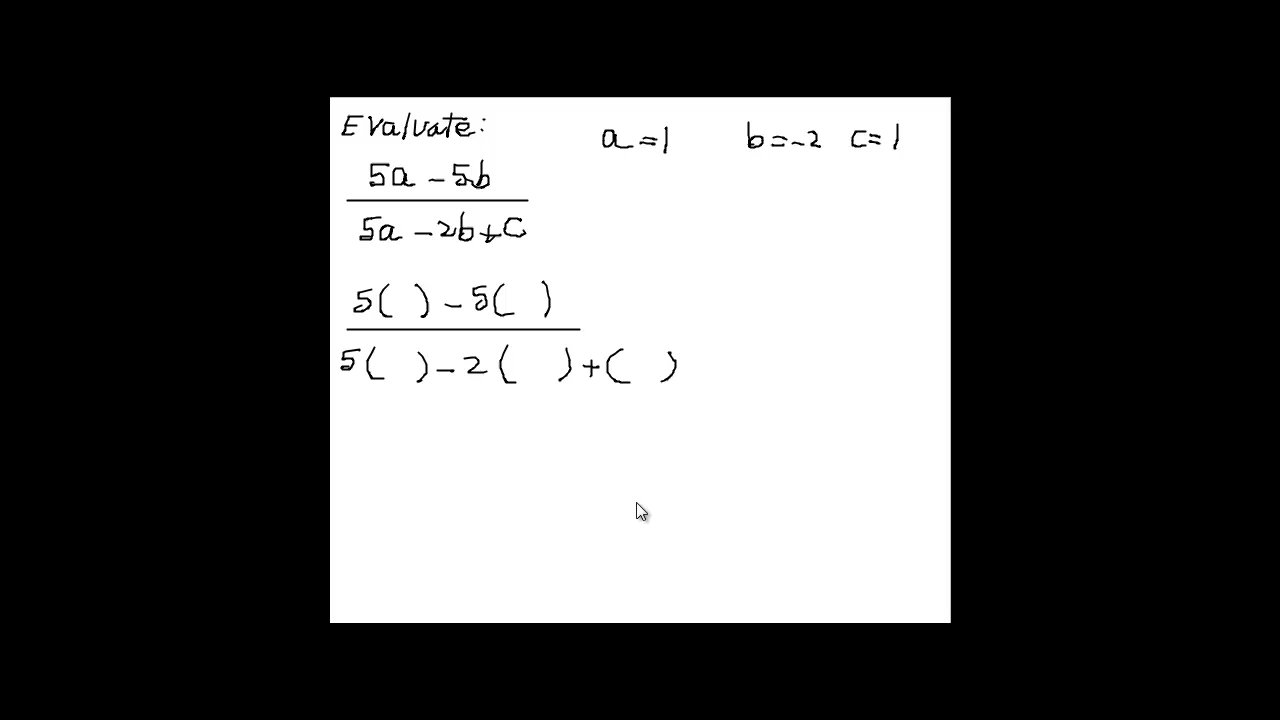 Evaluate: a=1 b=-2 c=1
5a-5b
5a-2b+c
5( )-5( )
5( )-2( )+( )